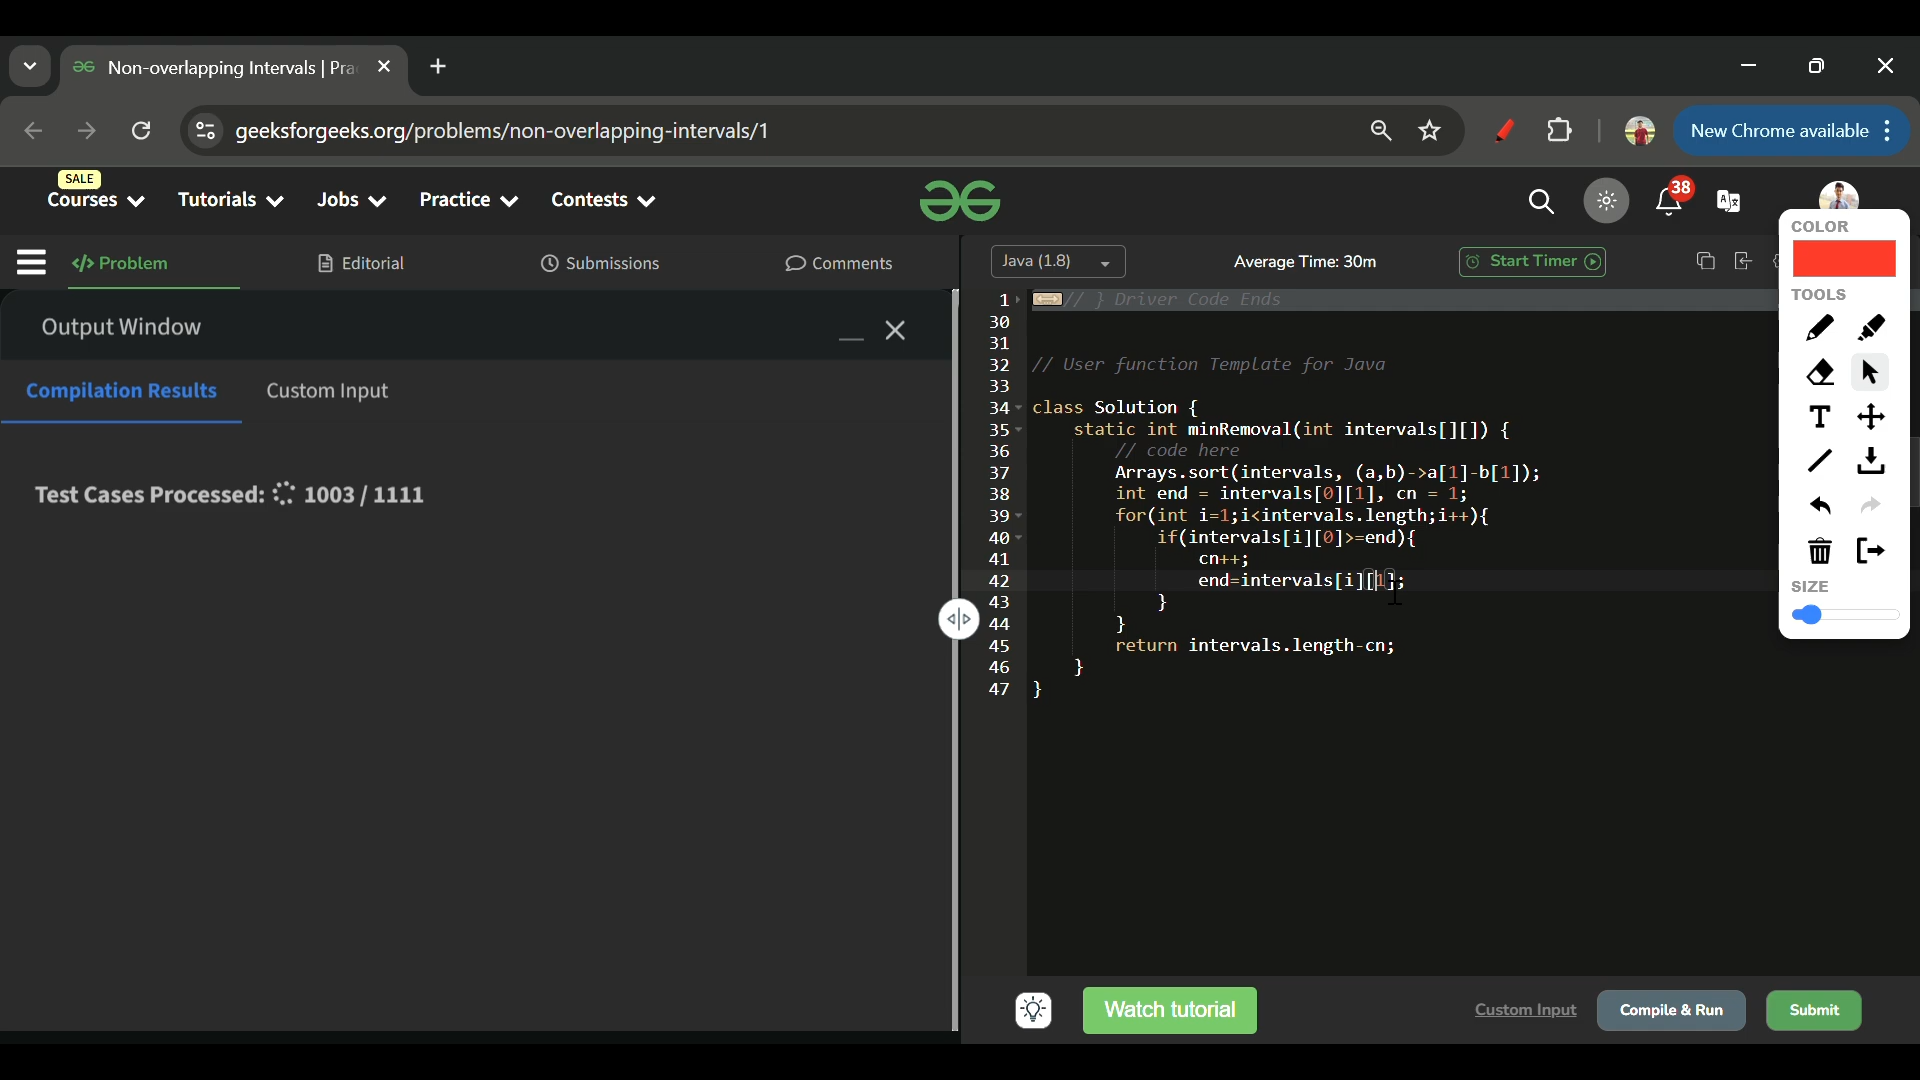 Non-overlapping Intervals | Pra
geeksforgeeks.org/problems/non-overlapping-intervals/1
New Chrome available
SALE
Courses
Tutorials
Jobs
Practice
Contests
38
</> Problem
Editorial
Submissions
Comments
Java (1.8)
Average Time: 30m
Start Timer
Output Window
Compilation Results
Custom Input
Test Cases Processed: 1003 / 1111
1 // } Driver Code Ends
30
31
32 // User function Template for Java
33
34 class Solution {
35 static int minRemoval(int intervals[][]) {
36 // code here
37 Arrays.sort(intervals, (a,b)->a[1]-b[1]);
38 int end = intervals[0][1], cn = 1;
39 for(int i=1;i<intervals.length;i++){
40 if(intervals[i][0]>=end){
41 cn++;
42 end=intervals[i][1];
43 }
44 }
45 return intervals.length-cn;
46 }
47 }
COLOR
TOOLS
T
SIZE
Watch tutorial
Custom Input
Compile & Run
Submit